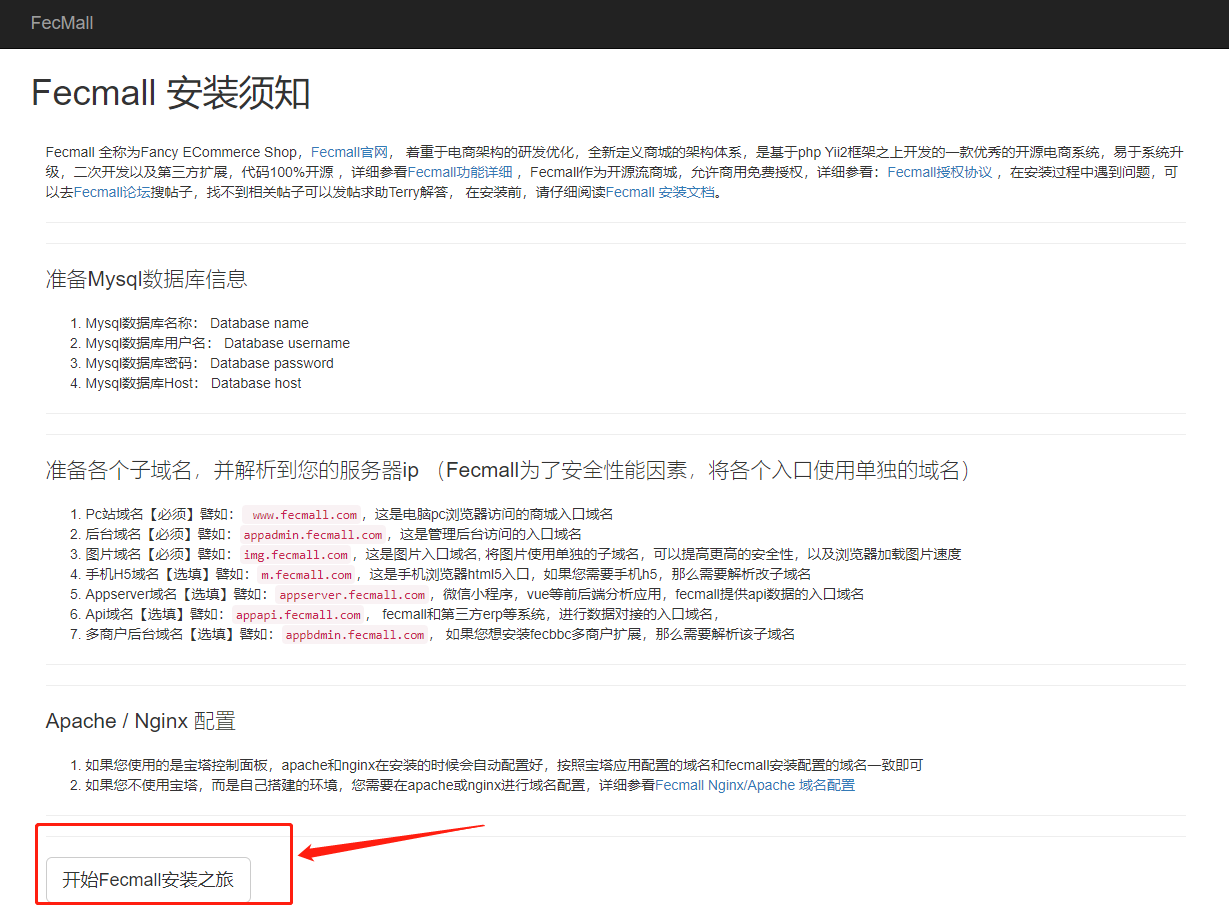 FecMall
Fecmall 安装须知
Fecmall 全称为Fancy ECommerce Shop，Fecmall官网， 着重于电商架构的研发优化，全新定义商城的架构体系，是基于php Yii2框架之上开发的一款优秀的开源电商系统，易于系统升
级，二次开发以及第三方扩展，代码100%开源 ，详细参看Fecmall功能详细 ，Fecmall作为开源流商城，允许商用免费授权，详细参看：Fecmall授权协议 ，在安装过程中遇到问题，可
以去Fecmall论坛搜帖子，找不到相关帖子可以发帖求助Terry解答， 在安装前，请仔细阅读Fecmall 安装文档。
准备Mysql数据库信息
1. Mysql数据库名称： Database name
2. Mysql数据库用户名： Database username
3. Mysql数据库密码： Database password
4. Mysql数据库Host： Database host
准备各个子域名，并解析到您的服务器ip （Fecmall为了安全性能因素，将各个入口使用单独的域名）
1. Pc站域名【必须】譬如： www.fecmall.com ，这是电脑pc浏览器访问的商城入口域名
2. 后台域名【必须】譬如： appadmin.fecmall.com ，这是管理后台访问的入口域名
3. 图片域名【必须】譬如： img.fecmall.com ，这是图片入口域名, 将图片使用单独的子域名，可以提高更高的安全性，以及浏览器加载图片速度
4. 手机H5域名【选填】譬如： m.fecmall.com ，这是手机浏览器html5入口，如果您需要手机h5，那么需要解析改子域名
5. Appserver域名【选填】譬如： appserver.fecmall.com ，微信小程序，vue等前后端分析应用，fecmall提供api数据的入口域名
6. Api域名【选填】譬如： appapi.fecmall.com ， fecmall和第三方erp等系统，进行数据对接的入口域名，
7. 多商户后台域名【选填】譬如： appbdmin.fecmall.com ， 如果您想安装fecbbc多商户扩展，那么需要解析该子域名
Apache / Nginx 配置
1. 如果您使用的是宝塔控制面板，apache和nginx在安装的时候会自动配置好，按照宝塔应用配置的域名和fecmall安装配置的域名一致即可
2. 如果您不使用宝塔，而是自己搭建的环境，您需要在apache或nginx进行域名配置，详细参看Fecmall Nginx/Apache 域名配置
开始Fecmall安装之旅